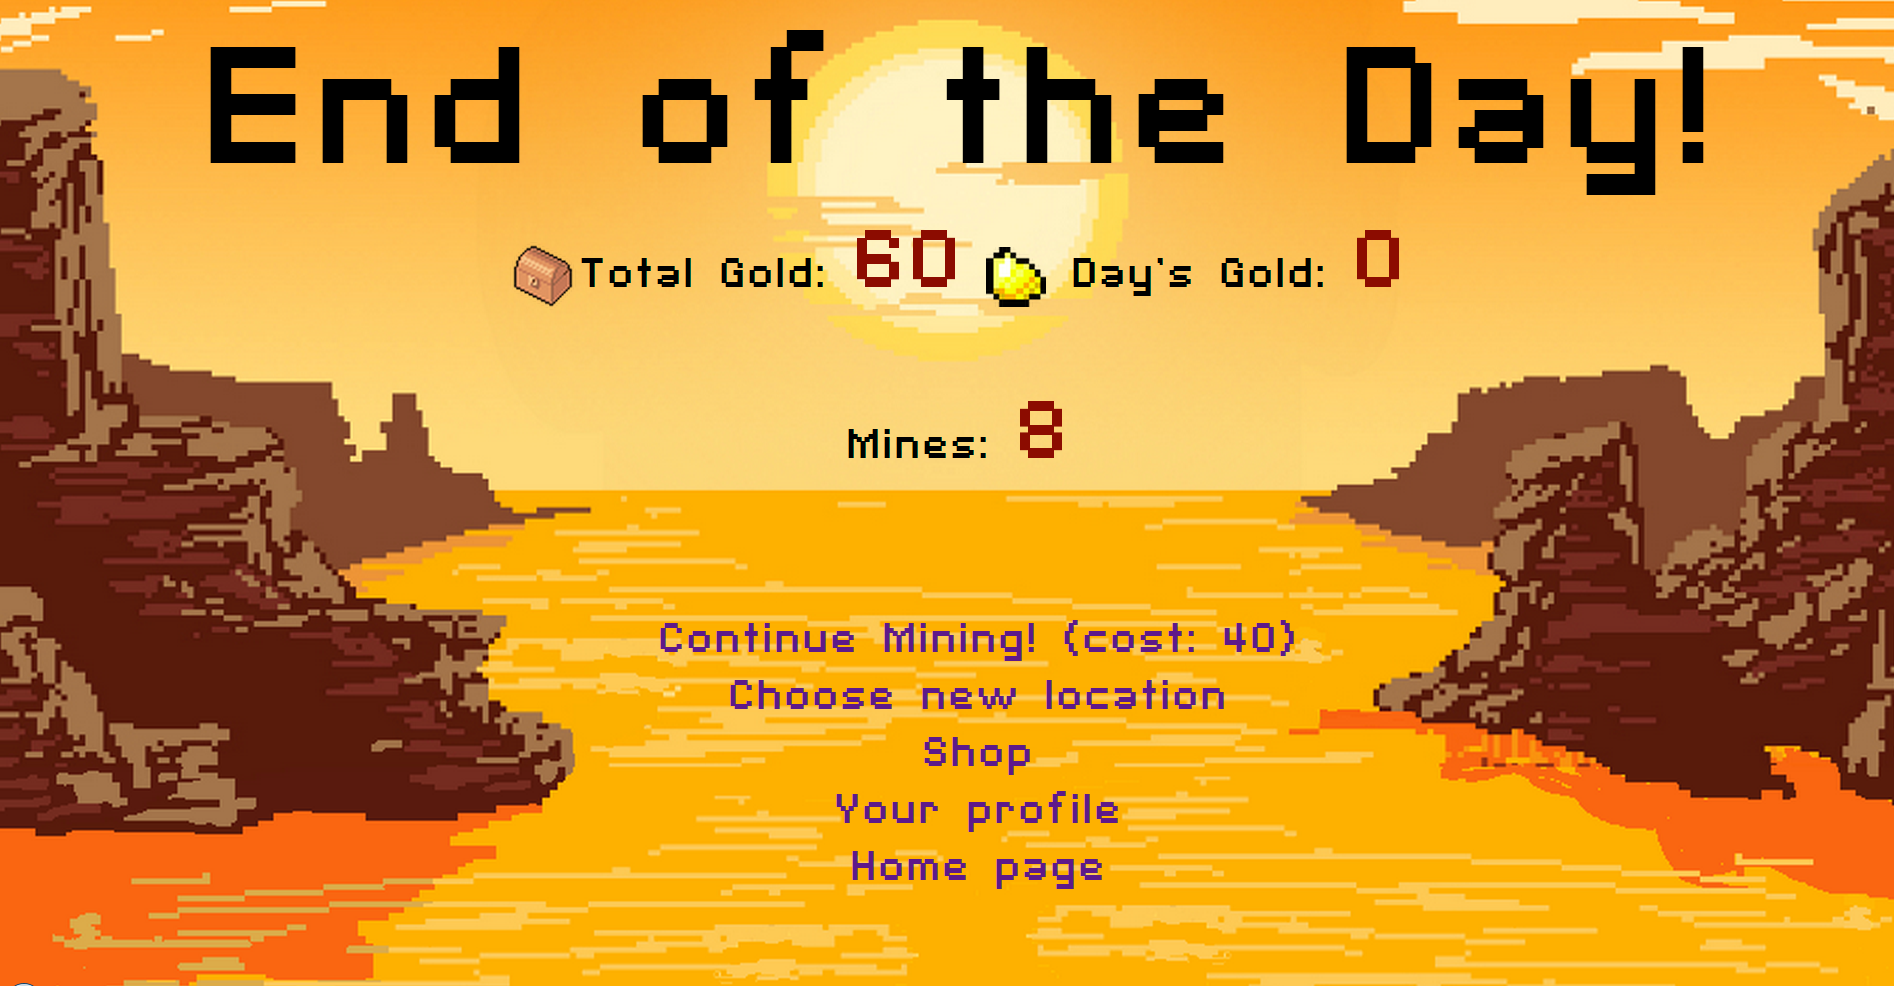 End of the Day!
Total Gold: 60 Day's Gold: 0
Mines: 8
Continue Mining! (cost: 40)
Choose new location
Shop
Your profile
Home page